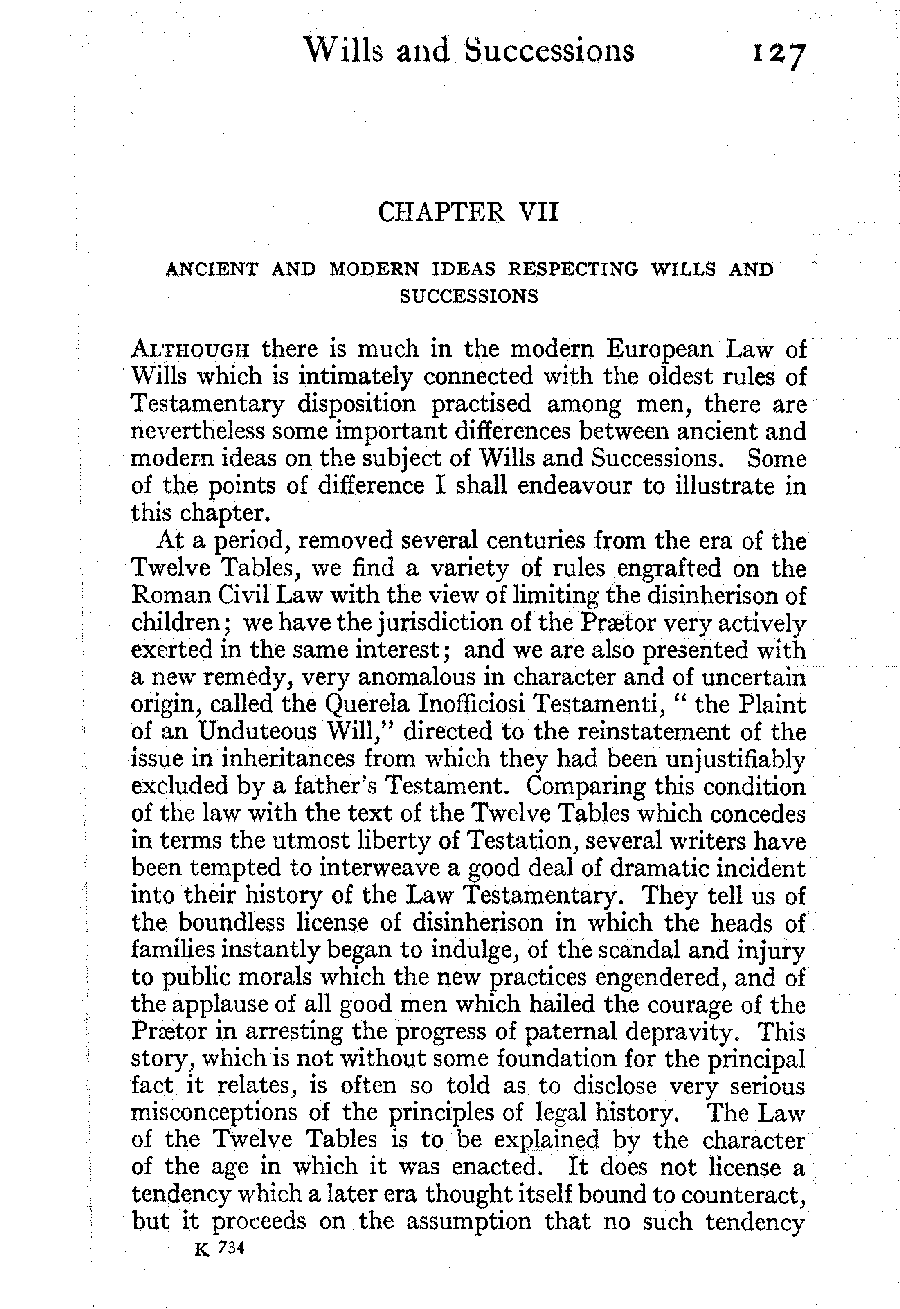 Wills and Successions 127
CHAPTER VII
ANCIENT AND MODERN IDEAS RESPECTING WILLS AND
SUCCESSIONS
ALTHOUGH there is much in the modern European Law of
Wills which is intimately connected with the oldest rules of
Testamentary disposition practised among men, there are
nevertheless some important differences between ancient and
modern ideas on the subject of Wills and Successions. Some
of the points of difference I shall endeavour to illustrate in
this chapter.
At a period, removed several centuries from the era of the
Twelve Tables, we find a variety of rules engrafted on the
Roman Civil Law with the view of limiting the disinherison of
children; we have the jurisdiction of the Prætor very actively
exerted in the same interest; and we are also presented with
a new remedy, very anomalous in character and of uncertain
origin, called the Querela Inofficiosi Testamenti, “ the Plaint
of an Unduteous Will,” directed to the reinstatement of the
issue in inheritances from which they had been unjustifiably
excluded by a father's Testament. Comparing this condition
of the law with the text of the Twelve Tables which concedes
in terms the utmost liberty of Testation, several writers have
been tempted to interweave a good deal of dramatic incident
into their history of the Law Testamentary. They tell us of
the boundless license of disinherison in which the heads of
families instantly began to indulge, of the scandal and injury
to public morals which the new practices engendered, and of
the applause of all good men which hailed the courage of the
Prætor in arresting the progress of paternal depravity. This
story, which is not without some foundation for the principal
fact it relates, is often so told as to disclose very serious
misconceptions of the principles of legal history. The Law
of the Twelve Tables is to be explained by the character
of the age in which it was enacted. It does not license a
tendency which a later era thought itself bound to counteract,
but it proceeds on the assumption that no such tendency
K 734